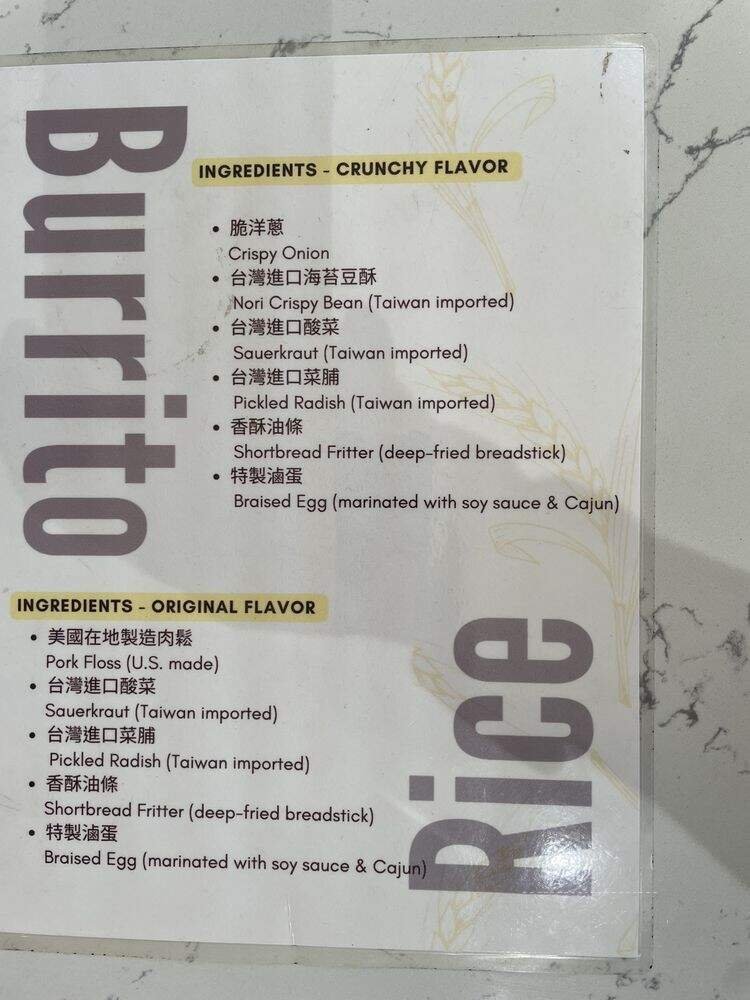 Burrito
INGREDIENTS - CRUNCHY FLAVOR
• 脆洋蔥
Crispy Onion
• 台灣進口海苔豆酥
Nori Crispy Bean (Taiwan imported)
• 台灣進口酸菜
Sauerkraut (Taiwan imported)
• 台灣進口菜脯
Pickled Radish (Taiwan imported)
• 香酥油條
Shortbread Fritter (deep-fried breadstick)
• 特製滷蛋
Braised Egg (marinated with soy sauce & Cajun)
INGREDIENTS - ORIGINAL FLAVOR
• 美國在地製造肉鬆
Pork Floss (U.S. made)
• 台灣進口酸菜
Sauerkraut (Taiwan imported)
• 台灣進口菜脯
Pickled Radish (Taiwan imported)
• 香酥油條
Shortbread Fritter (deep-fried breadstick)
• 特製滷蛋
Braised Egg (marinated with soy sauce & Cajun)
Rice